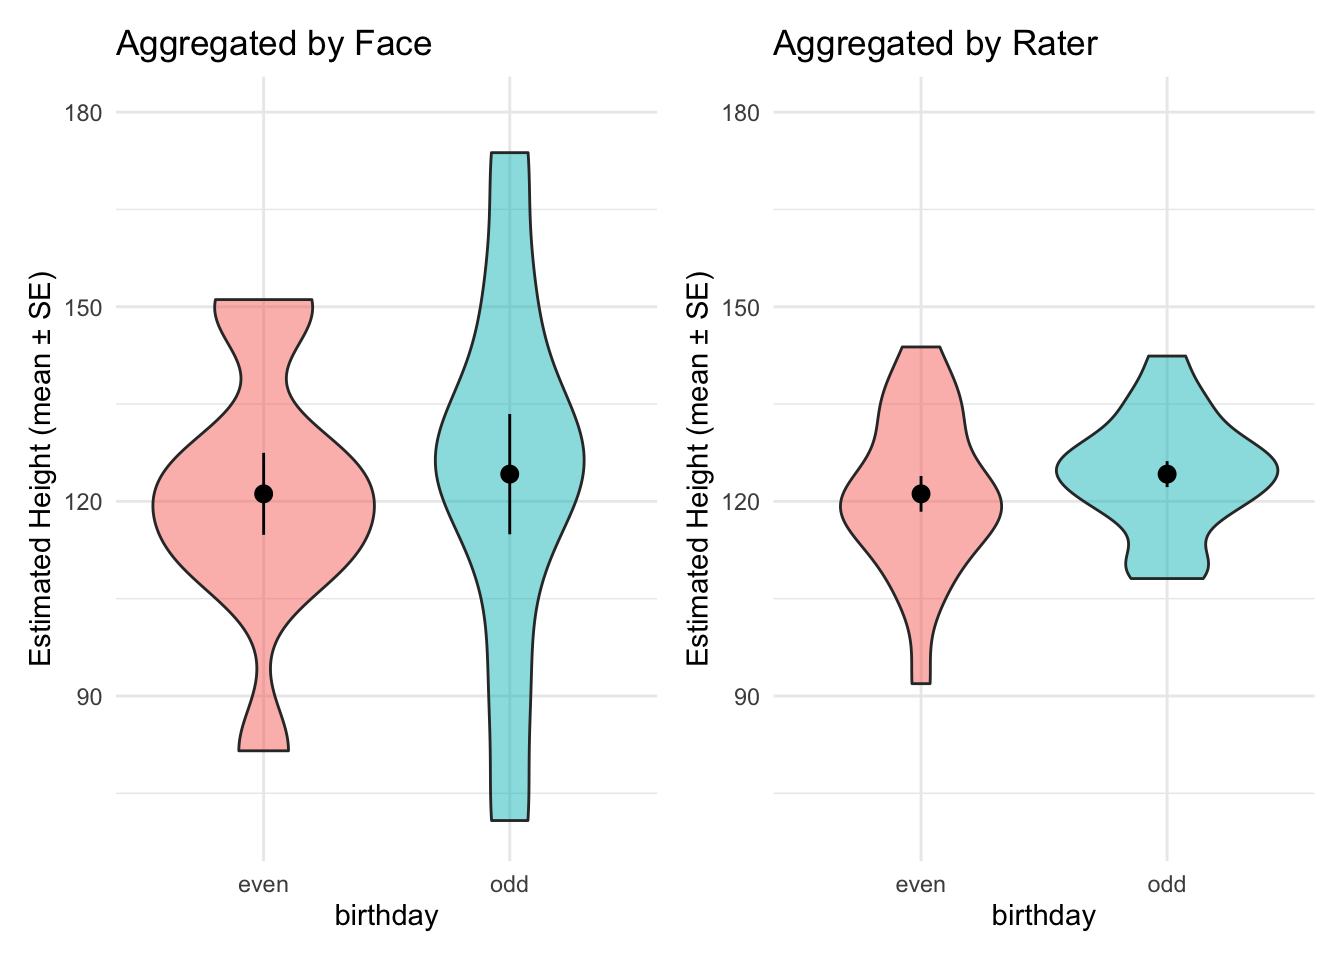 Aggregated by Face
Estimated Height (mean ± SE)
180
150
120
90
even odd
birthday
Aggregated by Rater
Estimated Height (mean ± SE)
180
150
120
90
even odd
birthday